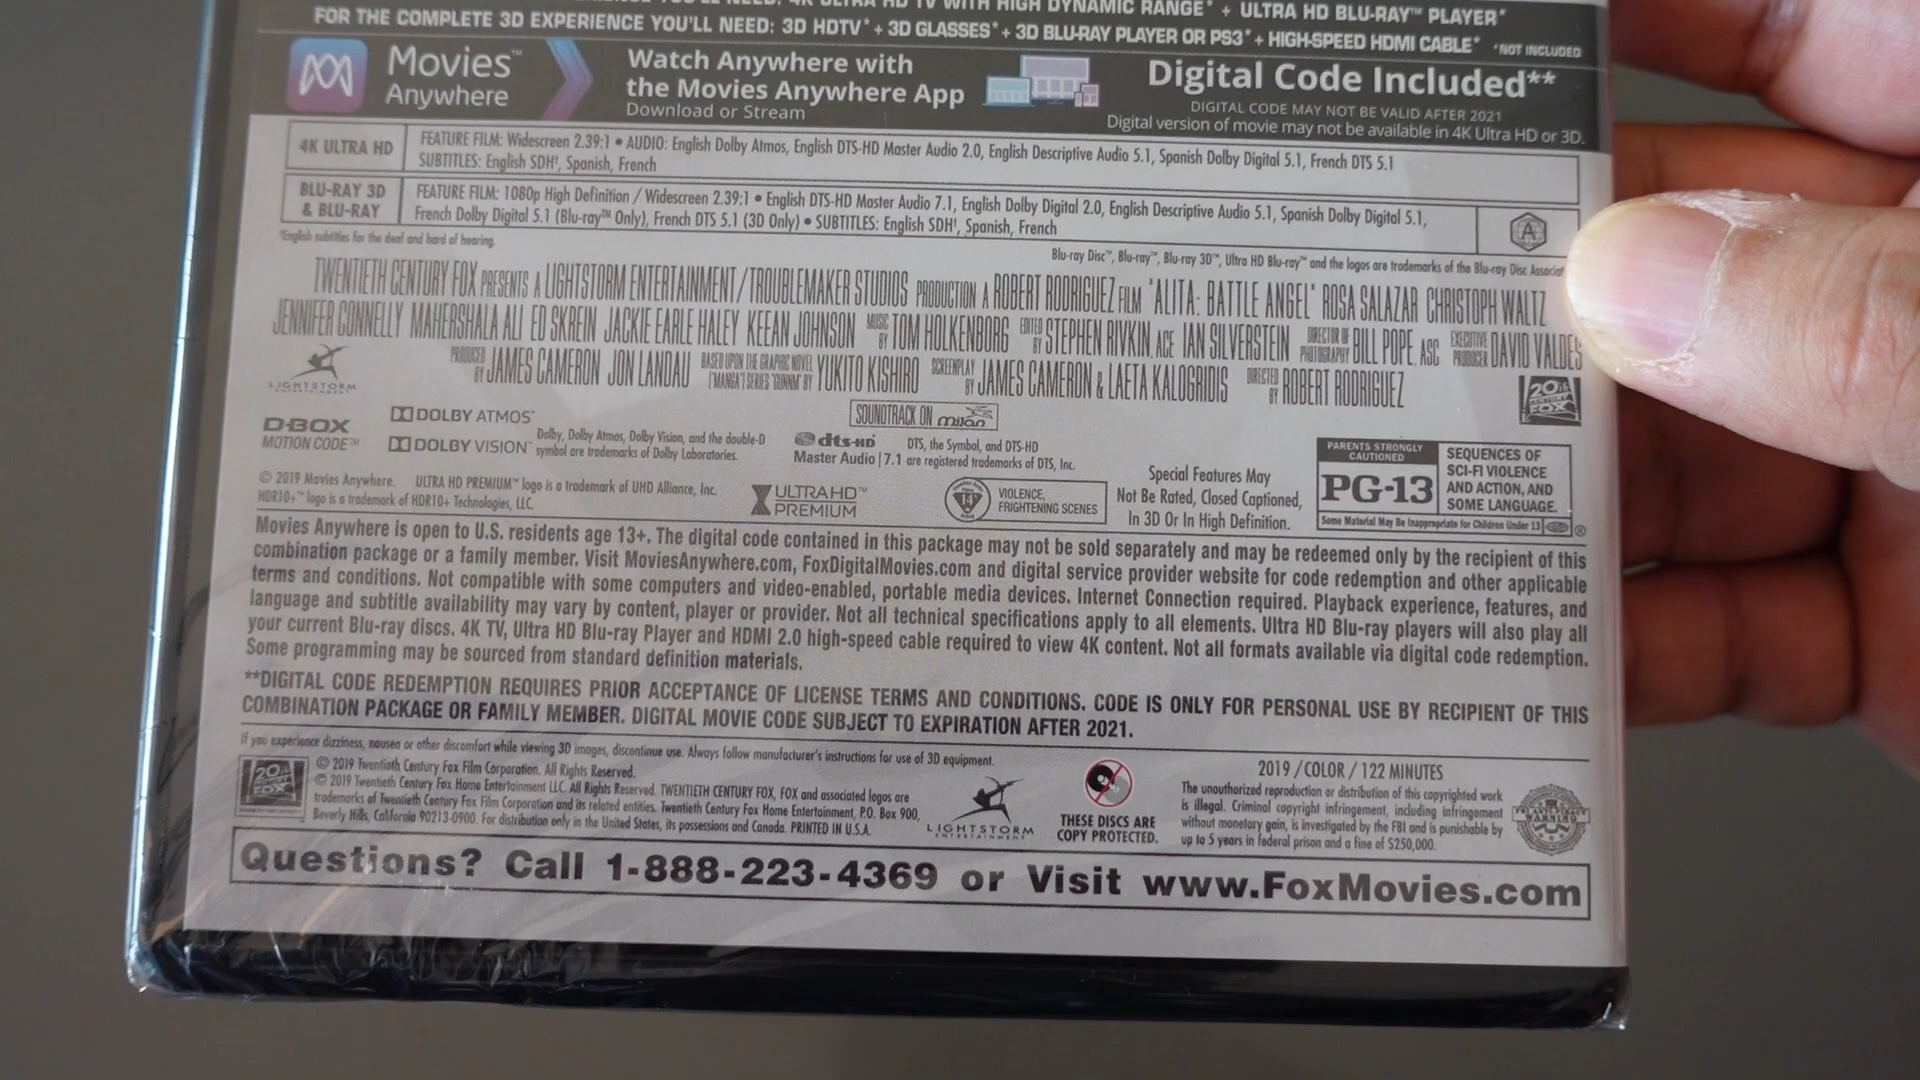 4K ULTRA HD TV WITH HIGH DYNAMIC RANGE* + ULTRA HD BLU-RAY™ PLAYER*
FOR THE COMPLETE 3D EXPERIENCE YOU'LL NEED: 3D HDTV* + 3D GLASSES* + 3D BLU-RAY PLAYER OR PS3* + HIGH-SPEED HDMI CABLE* *NOT INCLUDED
Movies™
Anywhere
Watch Anywhere with
the Movies Anywhere App
Download or Stream
Digital Code Included**
DIGITAL CODE MAY NOT BE VALID AFTER 2021
Digital version of movie may not be available in 4K Ultra HD or 3D.
4K ULTRA HD
FEATURE FILM: Widescreen 2.39:1 • AUDIO: English Dolby Atmos, English DTS-HD Master Audio 2.0, English Descriptive Audio 5.1, Spanish Dolby Digital 5.1, French DTS 5.1
SUBTITLES: English SDH†, Spanish, French
BLU-RAY 3D
& BLU-RAY
FEATURE FILM: 1080p High Definition / Widescreen 2.39:1 • English DTS-HD Master Audio 7.1, English Dolby Digital 2.0, English Descriptive Audio 5.1, Spanish Dolby Digital 5.1,
French Dolby Digital 5.1 (Blu-ray™ Only), French DTS 5.1 (3D Only) • SUBTITLES: English SDH†, Spanish, French
A
†English subtitles for the deaf and hard of hearing.
Blu-ray Disc™, Blu-ray™, Blu-ray 3D™, Ultra HD Blu-ray™ and the logos are trademarks of the Blu-ray Disc Associat
TWENTIETH CENTURY FOX PRESENTS A LIGHTSTORM ENTERTAINMENT/TROUBLEMAKER STUDIOS PRODUCTION A ROBERT RODRIGUEZ FILM "ALITA: BATTLE ANGEL" ROSA SALAZAR CHRISTOPH WALTZ
JENNIFER CONNELLY MAHERSHALA ALI ED SKREIN JACKIE EARLE HALEY KEEAN JOHNSON MUSIC BY TOM HOLKENBORG EDITED BY STEPHEN RIVKIN, ACE IAN SILVERSTEIN DIRECTOR OF PHOTOGRAPHY BILL POPE, ASC EXECUTIVE PRODUCER DAVID VALDES
PRODUCED BY JAMES CAMERON JON LANDAU BASED UPON THE GRAPHIC NOVEL ("MANGA") SERIES "GUNNM" BY YUKITO KISHIRO SCREENPLAY BY JAMES CAMERON & LAETA KALOGRIDIS DIRECTED BY ROBERT RODRIGUEZ
LIGHTSTORM
ENTERTAINMENT
20th
CENTURY
FOX
D-BOX
MOTION CODE™
DOLBY ATMOS®
DOLBY VISION™
Dolby, Dolby Atmos, Dolby Vision, and the double-D
symbol are trademarks of Dolby Laboratories.
SOUNDTRACK ON milan
dts-HD
Master Audio | 7.1
DTS, the Symbol, and DTS-HD
are registered trademarks of DTS, Inc.
© 2019 Movies Anywhere. ULTRA HD PREMIUM™ logo is a trademark of UHD Alliance, Inc.
HDR10+™ logo is a trademark of HDR10+ Technologies, LLC.
ULTRA HD™
PREMIUM
14
VIOLENCE,
FRIGHTENING SCENES
Special Features May
Not Be Rated, Closed Captioned,
In 3D Or In High Definition.
PARENTS STRONGLY
CAUTIONED
PG-13
SEQUENCES OF
SCI-FI VIOLENCE
AND ACTION, AND
SOME LANGUAGE.
Some Material May Be Inappropriate for Children Under 13 ®
Movies Anywhere is open to U.S. residents age 13+. The digital code contained in this package may not be sold separately and may be redeemed only by the recipient of this
combination package or a family member. Visit MoviesAnywhere.com, FoxDigitalMovies.com and digital service provider website for code redemption and other applicable
terms and conditions. Not compatible with some computers and video-enabled, portable media devices. Internet Connection required. Playback experience, features, and
language and subtitle availability may vary by content, player or provider. Not all technical specifications apply to all elements. Ultra HD Blu-ray players will also play all
your current Blu-ray discs. 4K TV, Ultra HD Blu-ray Player and HDMI 2.0 high-speed cable required to view 4K content. Not all formats available via digital code redemption.
Some programming may be sourced from standard definition materials.
**DIGITAL CODE REDEMPTION REQUIRES PRIOR ACCEPTANCE OF LICENSE TERMS AND CONDITIONS. CODE IS ONLY FOR PERSONAL USE BY RECIPIENT OF THIS
COMBINATION PACKAGE OR FAMILY MEMBER. DIGITAL MOVIE CODE SUBJECT TO EXPIRATION AFTER 2021.
If you experience dizziness, nausea or other discomfort while viewing 3D images, discontinue use. Always follow manufacturer's instructions for use of 3D equipment.
20th
CENTURY
FOX
© 2019 Twentieth Century Fox Film Corporation. All Rights Reserved.
© 2019 Twentieth Century Fox Home Entertainment LLC. All Rights Reserved. TWENTIETH CENTURY FOX, FOX and associated logos are
trademarks of Twentieth Century Fox Film Corporation and its related entities. Twentieth Century Fox Home Entertainment, P.O. Box 900,
Beverly Hills, California 90213-0900. For distribution only in the United States, its possessions and Canada. PRINTED IN U.S.A.
LIGHTSTORM
ENTERTAINMENT
THESE DISCS ARE
COPY PROTECTED.
2019 / COLOR / 122 MINUTES
The unauthorized reproduction or distribution of this copyrighted work
is illegal. Criminal copyright infringement, including infringement
without monetary gain, is investigated by the FBI and is punishable by
up to 5 years in federal prison and a fine of $250,000.
WARNING
Questions? Call 1-888-223-4369 or Visit www.FoxMovies.com